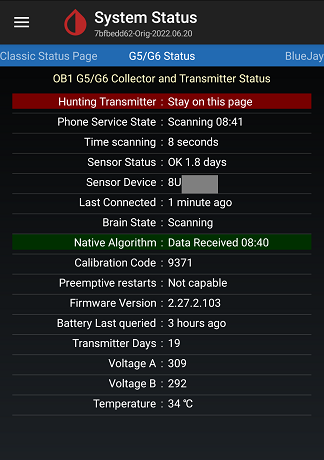 System Status
7bfbedd62-Orig-2022.06.20
Classic Status Page G5/G6 Status BlueJay
OB1 G5/G6 Collector and Transmitter Status
Hunting Transmitter : Stay on this page
Phone Service State : Scanning 08:41
Time scanning : 8 seconds
Sensor Status : OK 1.8 days
Sensor Device : 8U
Last Connected : 1 minute ago
Brain State : Scanning
Native Algorithm : Data Received 08:40
Calibration Code : 9371
Preemptive restarts : Not capable
Firmware Version : 2.27.2.103
Battery Last queried : 3 hours ago
Transmitter Days : 19
Voltage A : 309
Voltage B : 292
Temperature : 34 ℃